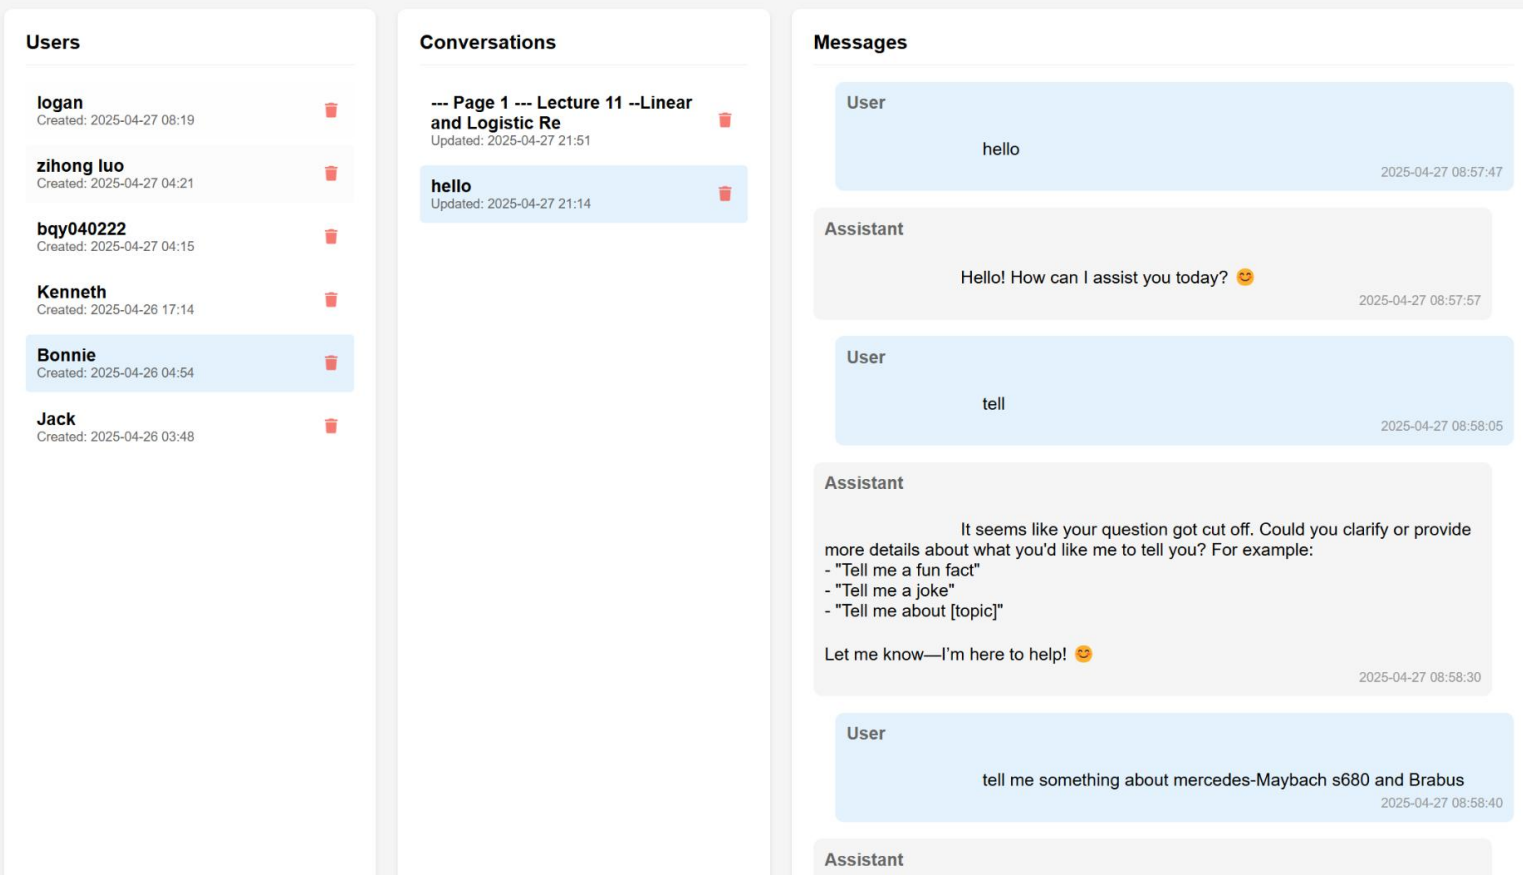 Users
logan
Created: 2025-04-27 08:19
zihong luo
Created: 2025-04-27 04:21
bqy040222
Created: 2025-04-27 04:15
Kenneth
Created: 2025-04-26 17:14
Bonnie
Created: 2025-04-26 04:54
Jack
Created: 2025-04-26 03:48
Conversations
--- Page 1 --- Lecture 11 --Linear
and Logistic Re
Updated: 2025-04-27 21:51
hello
Updated: 2025-04-27 21:14
Messages
User
hello
2025-04-27 08:57:47
Assistant
Hello! How can I assist you today? 😊
2025-04-27 08:57:57
User
tell
2025-04-27 08:58:05
Assistant
It seems like your question got cut off. Could you clarify or provide
more details about what you'd like me to tell you? For example:
- "Tell me a fun fact"
- "Tell me a joke"
- "Tell me about [topic]"
Let me know—I'm here to help! 😊
2025-04-27 08:58:30
User
tell me something about mercedes-Maybach s680 and Brabus
2025-04-27 08:58:40
Assistant